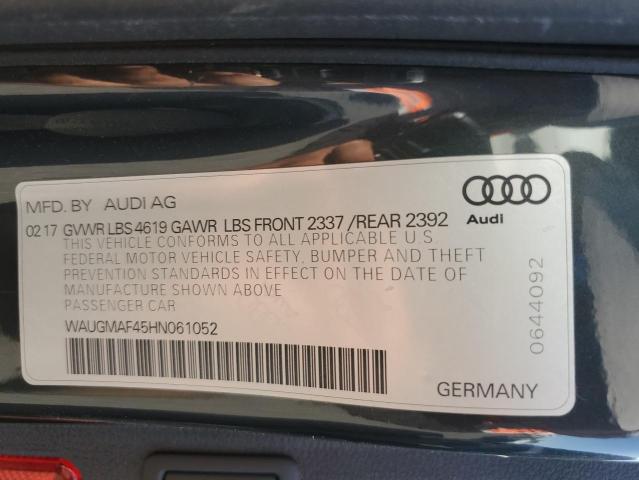 MFD. BY AUDI AG
Audi
02 17 GVWR LBS 4619 GAWR LBS FRONT 2337 / REAR 2392
THIS VEHICLE CONFORMS TO ALL APPLICABLE U.S.
FEDERAL MOTOR VEHICLE SAFETY, BUMPER AND THEFT
PREVENTION STANDARDS IN EFFECT ON THE DATE OF
MANUFACTURE SHOWN ABOVE
PASSENGER CAR
WAUGMAF45HN061052
0644092
GERMANY